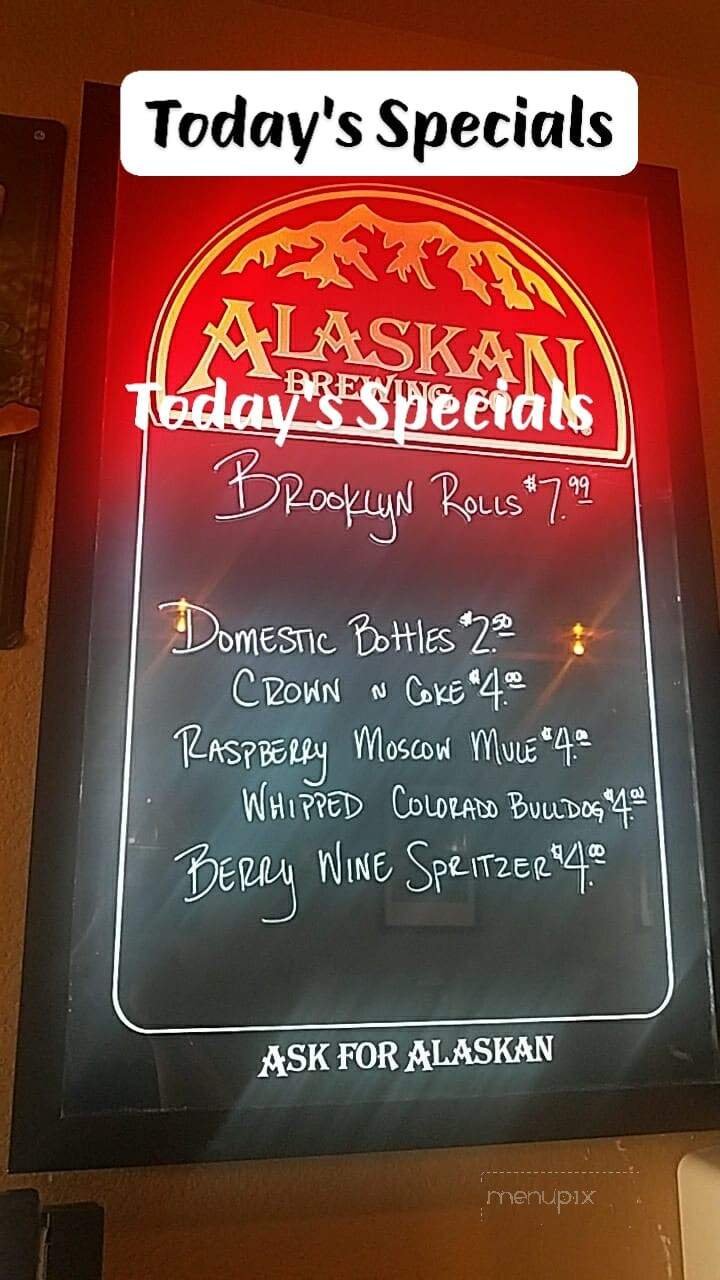 Today's Specials
ALASKAN
BREWING CO.
Today's Specials
BROOKLYN ROLLS $7.99
DOMESTIC BOttlES $2.50
CROWN N COKE $4.00
RASPBERRY MOSCOW MULE $4.00
WHIPPED COLORADO BULLDOG $4.00
BERRY WINE SPRITZER $4.00
ASK FOR ALASKAN
menupix